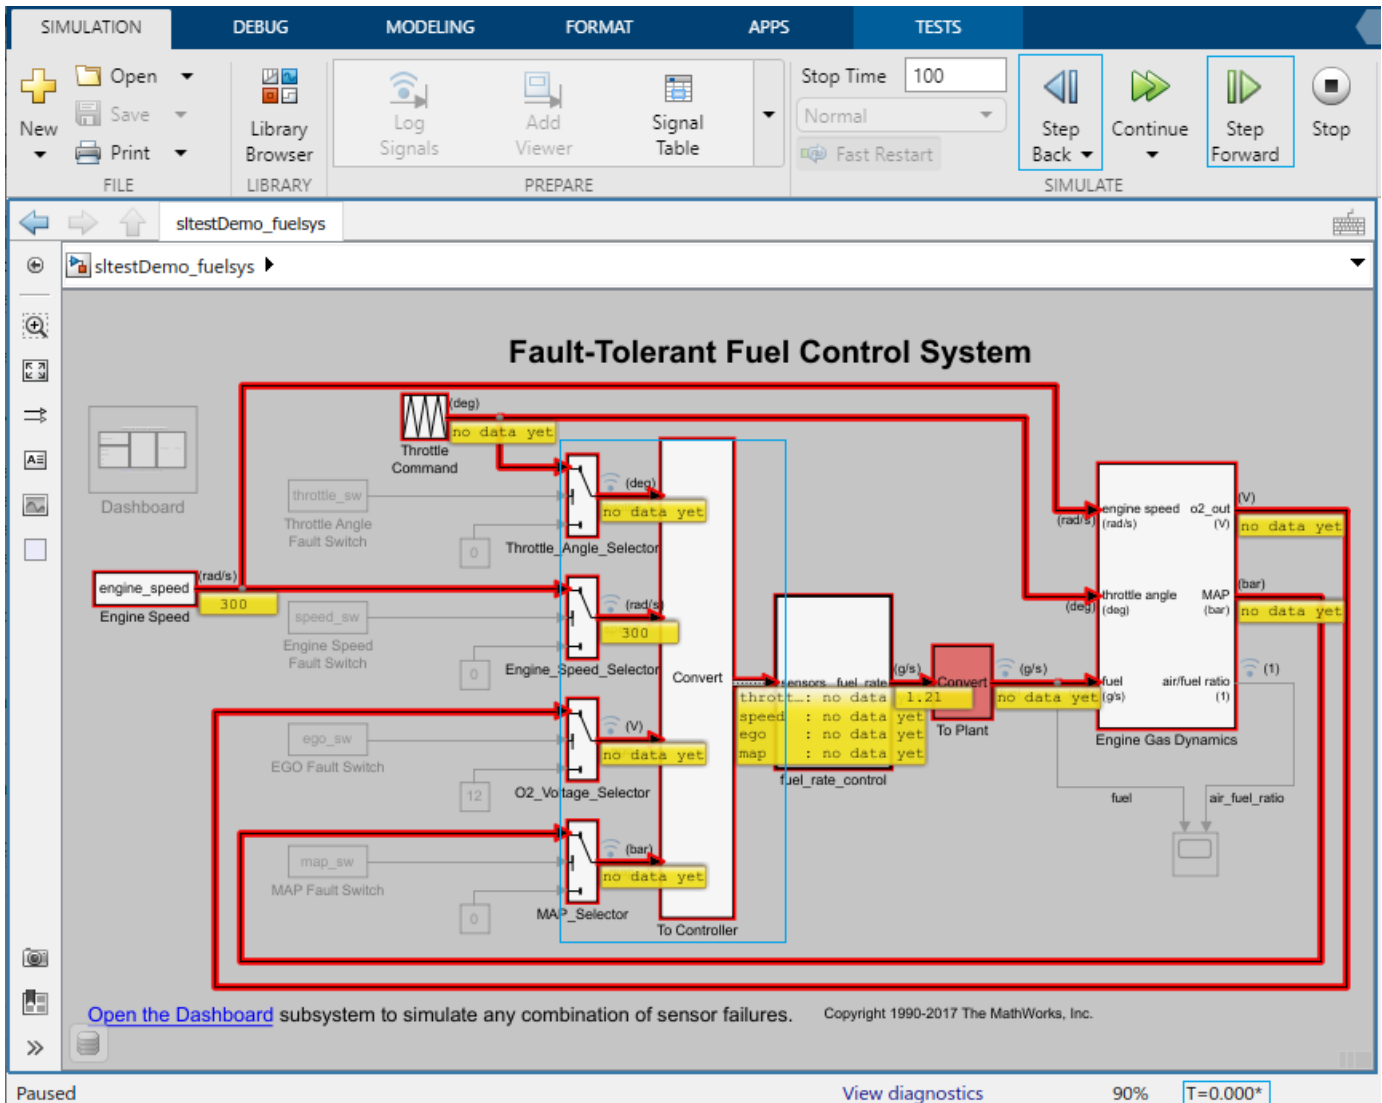 SIMULATION DEBUG MODELING FORMAT APPS TESTS
New
Open
Save
Print
FILE
Library
Browser
LIBRARY
Log
Signals
Add
Viewer
Signal
Table
PREPARE
Stop Time 100
Normal
Fast Restart
Step
Back
Continue
Step
Forward
Stop
SIMULATE
sltestDemo_fuelsys
sltestDemo_fuelsys
Fault-Tolerant Fuel Control System
Dashboard
(deg)
no data yet
Throttle
Command
throttle_sw
Throttle Angle
Fault Switch
0
(deg)
no data yet
Throttle_Angle_Selector
engine_speed
(rad/s)
300
Engine Speed
speed_sw
Engine Speed
Fault Switch
0
(rad/s)
300
Engine_Speed_Selector
ego_sw
EGO Fault Switch
12
(V)
no data yet
O2_Voltage_Selector
map_sw
MAP Fault Switch
0
(bar)
no data yet
MAP_Selector
Convert
To Controller
sensors fuel_rate
thrott…: no data
speed : no data yet
ego : no data yet
map : no data yet
fuel_rate_control
(g/s)
1.21
Convert
To Plant
(g/s)
no data yet
(rad/s)
engine speed
(rad/s)
o2_out
(V)
(V)
no data yet
(deg)
throttle angle
(deg)
MAP
(bar)
(bar)
no data yet
fuel
(g/s)
air/fuel ratio
(1)
(1)
Engine Gas Dynamics
fuel
air_fuel_ratio
Open the Dashboard subsystem to simulate any combination of sensor failures.
Copyright 1990-2017 The MathWorks, Inc.
Paused
View diagnostics
90%
T=0.000*